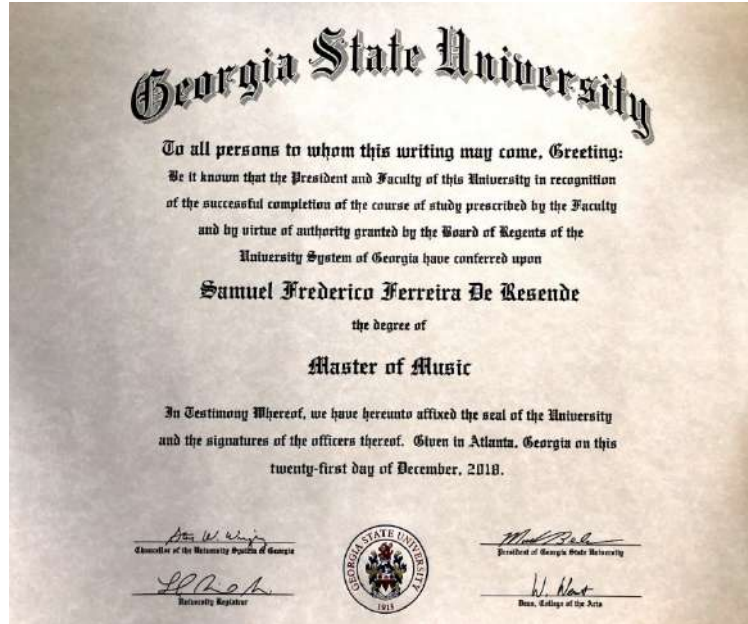 Georgia State University
To all persons to whom this writing may come, Greeting:
Be it known that the President and Faculty of this University in recognition
of the successful completion of the course of study prescribed by the Faculty
and by virtue of authority granted by the Board of Regents of the
University System of Georgia have conferred upon
Samuel Frederico Ferreira De Resende
the degree of
Master of Music
In Testimony Whereof, we have hereunto affixed the seal of the University
and the signatures of the officers thereof. Given in Atlanta, Georgia on this
twenty-first day of December, 2018.
Chancellor of the University System of Georgia
President of Georgia State University
GEORGIA STATE UNIVERSITY
1913
University Registrar
Dean, College of the Arts